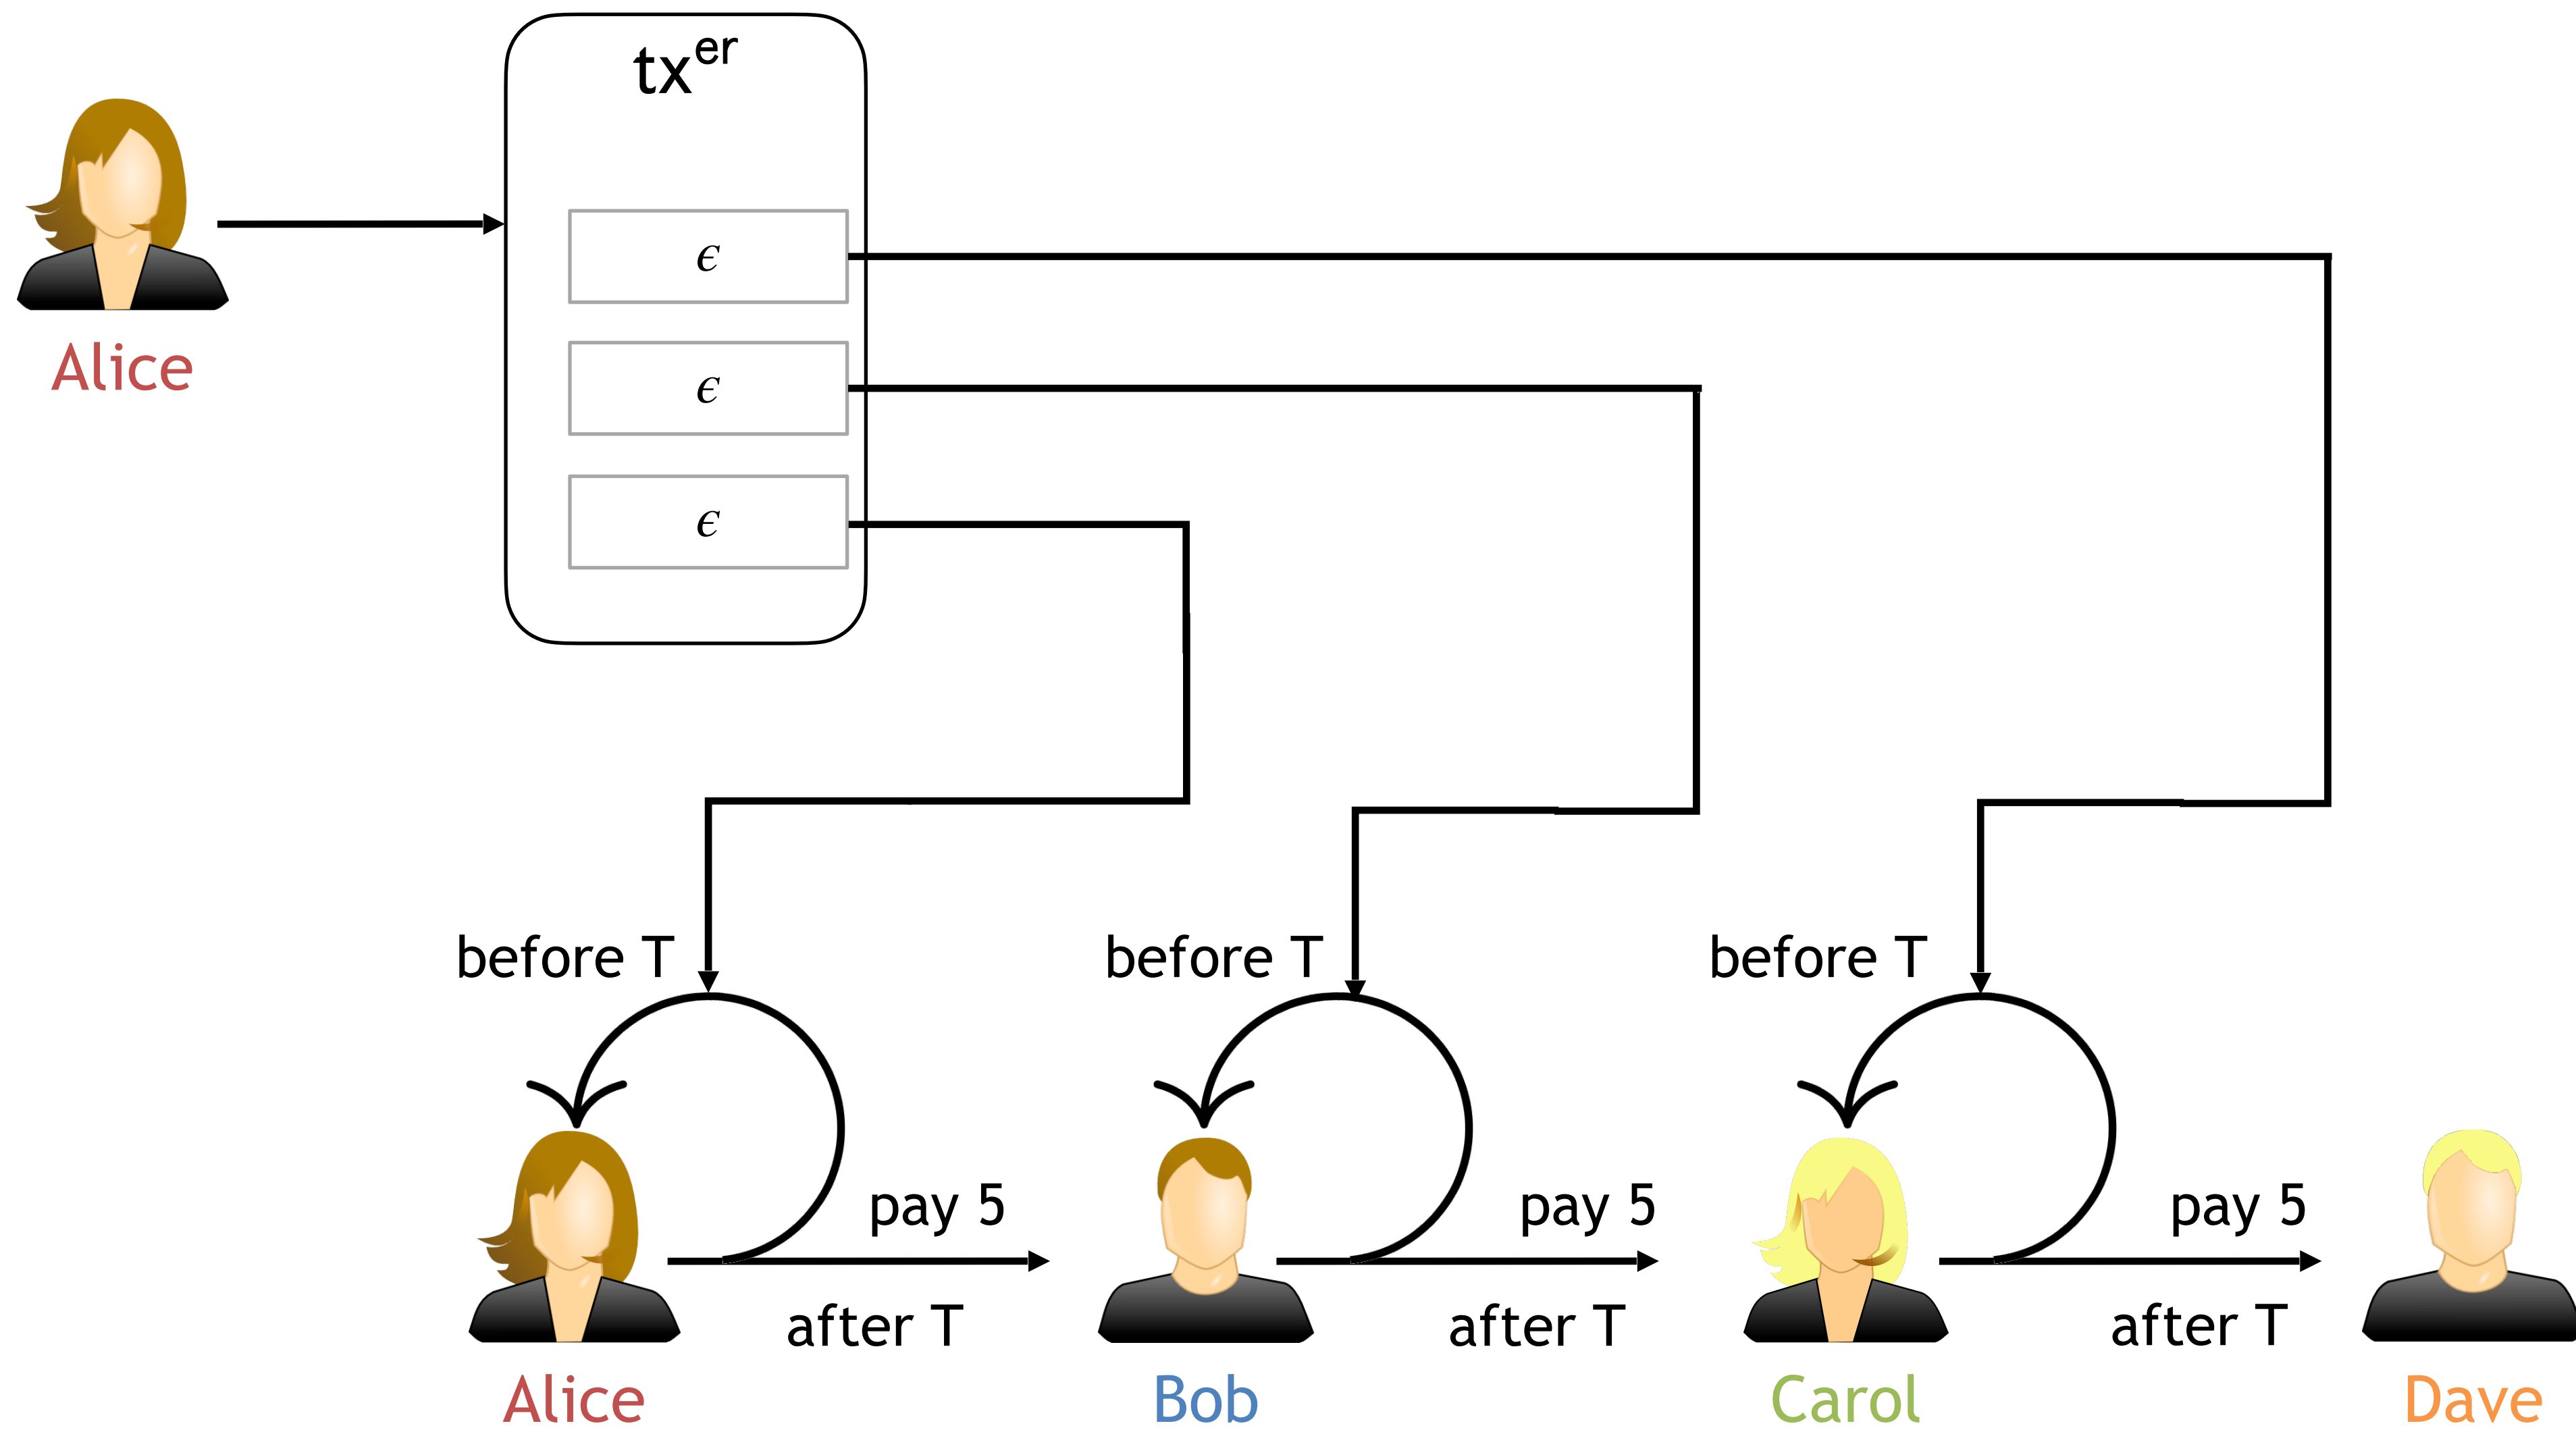 tx^er
ϵ
Alice
ϵ
ϵ
before T before T before T
pay 5 pay 5 pay 5
after T after T after T
Alice Bob Carol Dave